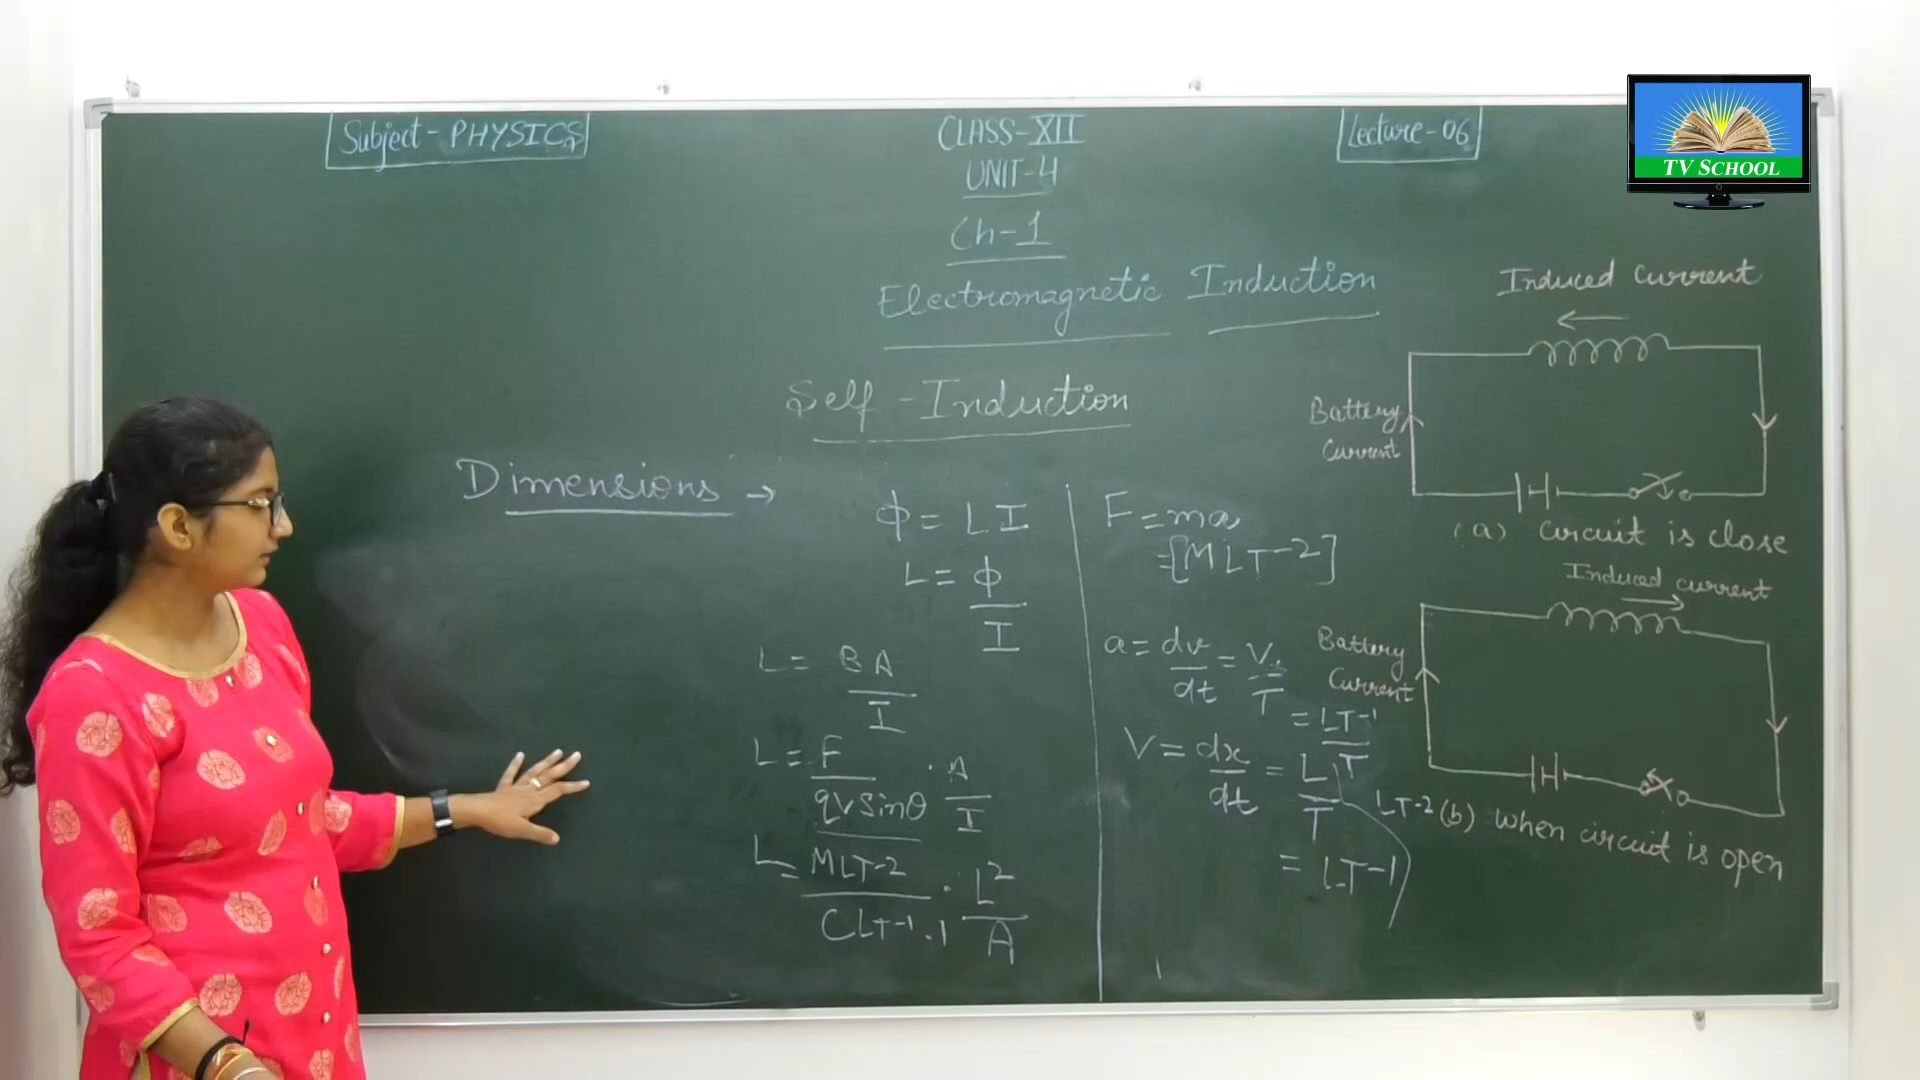 Subject - PHYSICS
CLASS-XII
UNIT-4
Ch-1
Lecture-06
TV SCHOOL
Electromagnetic Induction
Self-Induction
Dimensions →
Φ = LI
L = Φ/I
L = BA/I
L = F/qVsinθ · A/I
L = MLT-2/CLT-1.1 · L²/A
F = ma
=[MLT-2]
a = dv/dt = V/T
= LT-1/T
LT-2
V = dx/dt = L/T
= LT-1
Induced Current
←
Battery
Current
(a) Circuit is close
Induced current
→
Battery
Current
(b) When circuit is open